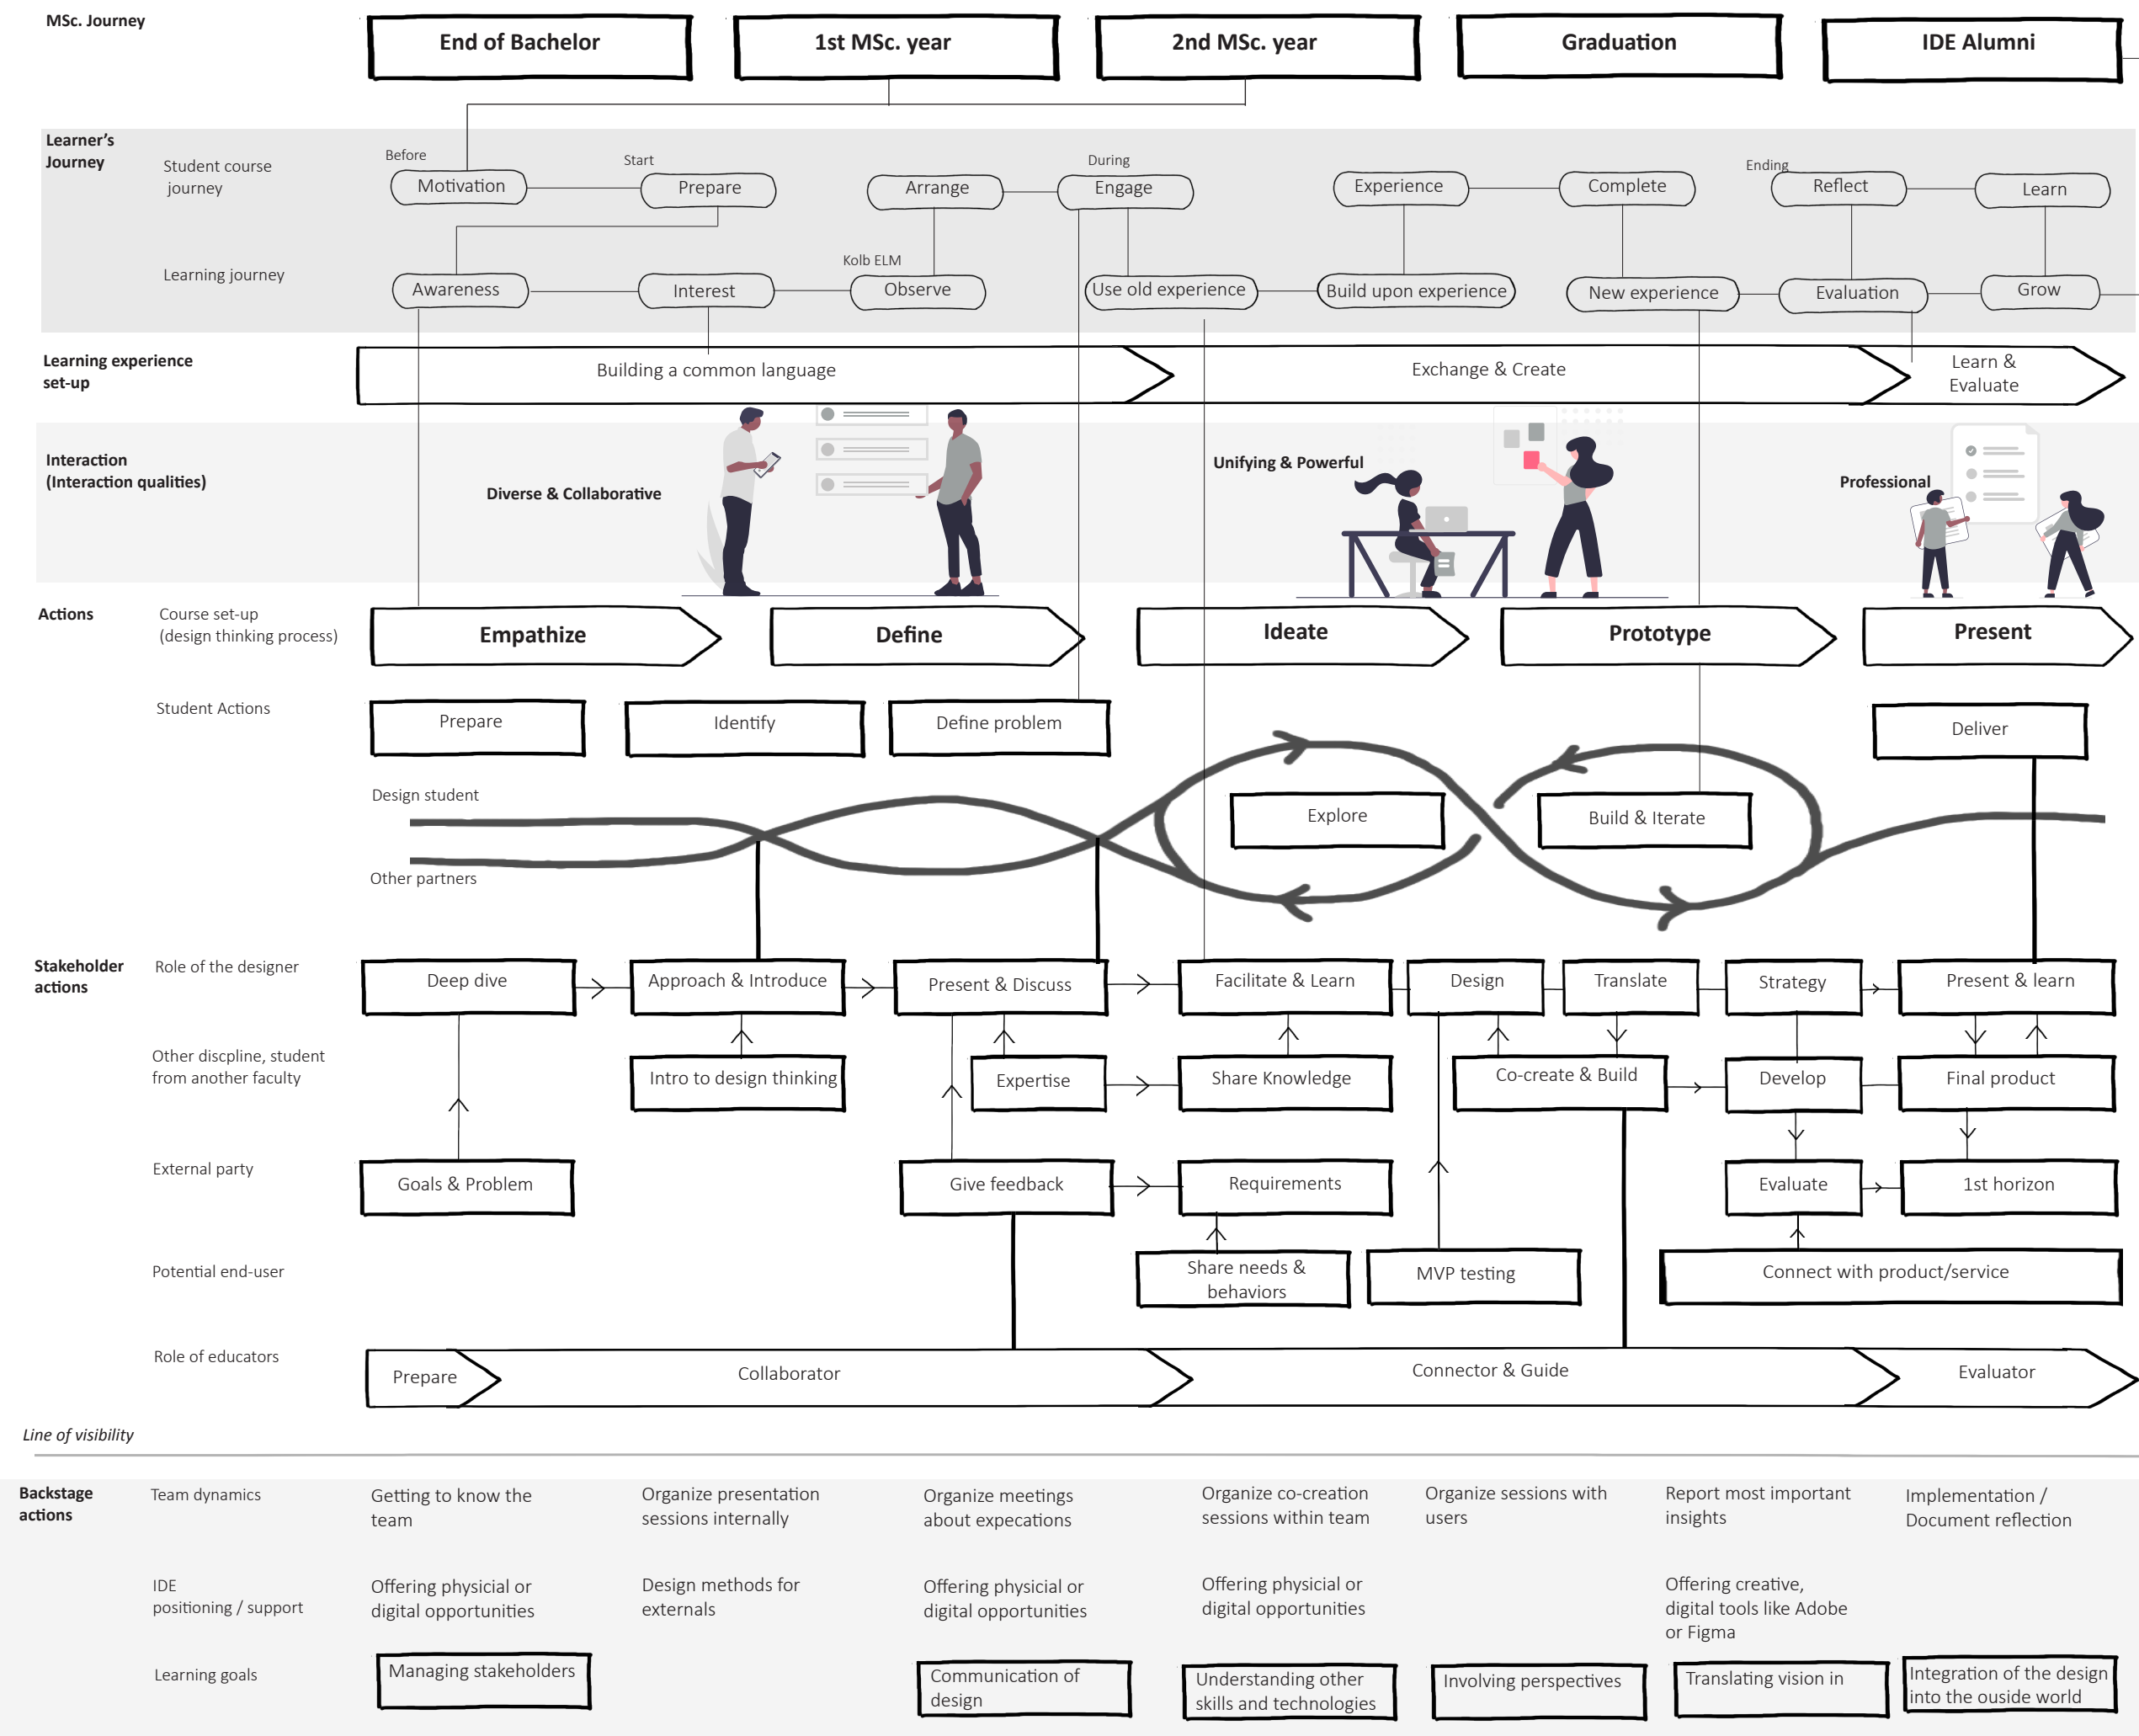 MSc. Journey
End of Bachelor
1st MSc. year
2nd MSc. year
Graduation
IDE Alumni
Learner's
Journey
Student course
journey
Before
Motivation
Start
Prepare
Arrange
During
Engage
Experience
Complete
Ending
Reflect
Learn
Learning journey
Awareness
Interest
Kolb ELM
Observe
Use old experience
Build upon experience
New experience
Evaluation
Grow
Learning experience
set-up
Building a common language
Exchange & Create
Learn &
Evaluate
Interaction
(Interaction qualities)
Diverse & Collaborative
Unifying & Powerful
Professional
Actions
Course set-up
(design thinking process)
Empathize
Define
Ideate
Prototype
Present
Student Actions
Prepare
Identify
Define problem
Deliver
Design student
Explore
Build & Iterate
Other partners
Stakeholder
actions
Role of the designer
Deep dive
Approach & Introduce
Present & Discuss
Facilitate & Learn
Design
Translate
Strategy
Present & learn
Other discpline, student
from another faculty
Intro to design thinking
Expertise
Share Knowledge
Co-create & Build
Develop
Final product
External party
Goals & Problem
Give feedback
Requirements
Evaluate
1st horizon
Potential end-user
Share needs &
behaviors
MVP testing
Connect with product/service
Role of educators
Prepare
Collaborator
Connector & Guide
Evaluator
Line of visibility
Backstage
actions
Team dynamics
Getting to know the
team
Organize presentation
sessions internally
Organize meetings
about expecations
Organize co-creation
sessions within team
Organize sessions with
users
Report most important
insights
Implementation /
Document reflection
IDE
positioning / support
Offering physicial or
digital opportunities
Design methods for
externals
Offering physicial or
digital opportunities
Offering physicial or
digital opportunities
Offering creative,
digital tools like Adobe
or Figma
Learning goals
Managing stakeholders
Communication of
design
Understanding other
skills and technologies
Involving perspectives
Translating vision in
Integration of the design
into the ouside world